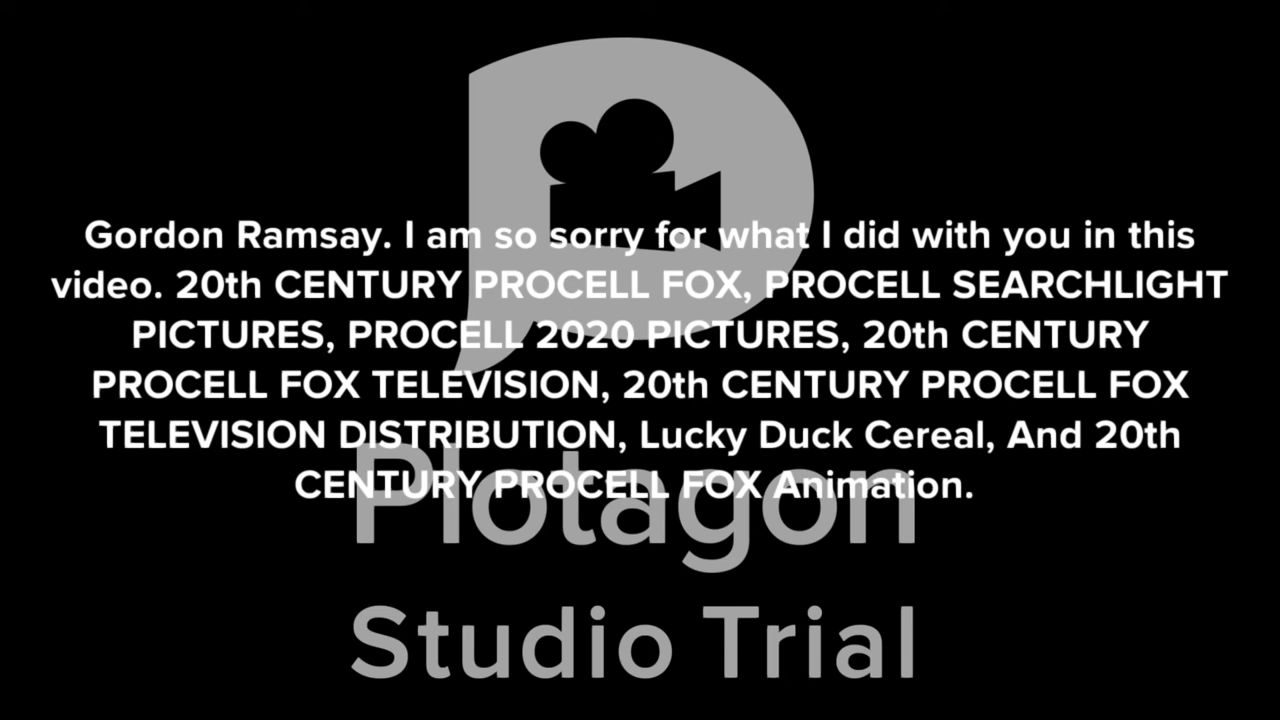 Gordon Ramsay. I am so sorry for what I did with you in this
video. 20th CENTURY PROCELL FOX, PROCELL SEARCHLIGHT
PICTURES, PROCELL 2020 PICTURES, 20th CENTURY
PROCELL FOX TELEVISION, 20th CENTURY PROCELL FOX
TELEVISION DISTRIBUTION, Lucky Duck Cereal, And 20th
CENTURY PROCELL FOX Animation.
Plotagon
Studio Trial